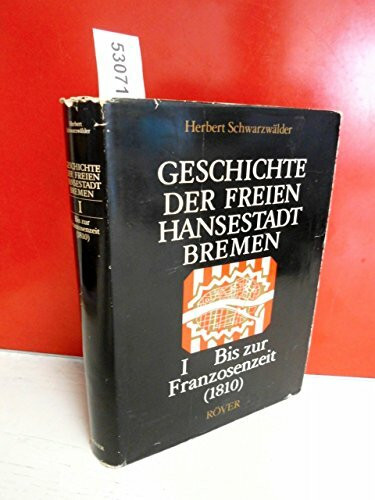 53071
Herbert Schwarzwälder
GESCHICHTE
DER FREIEN
HANSESTADT
BREMEN
I Bis zur
Franzosenzeit
(1810)
RÖVER
Herbert
Schwarzwälder
GESCHICHTE
DER FREIEN
HANSESTADT
BREMEN
I
Bis zur
Franzosenzeit
(1810)